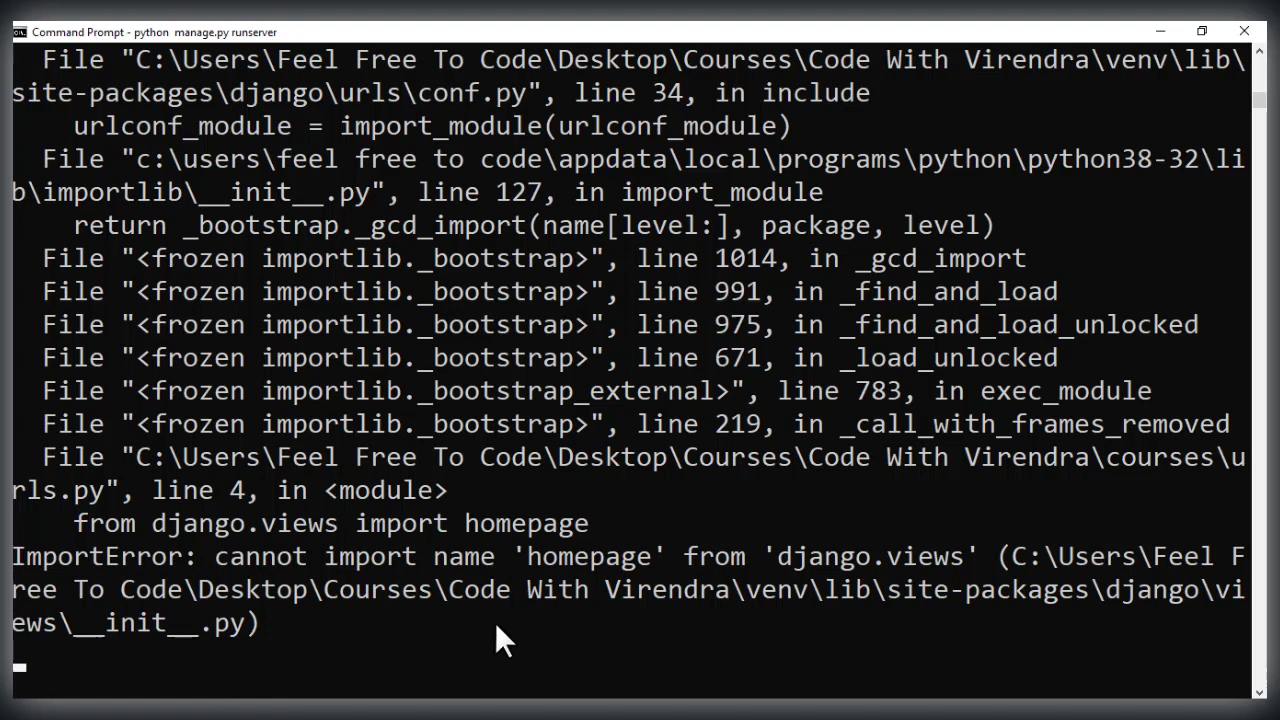 Command Prompt - python  manage.py runserver
  File "C:\Users\Feel Free To Code\Desktop\Courses\Code With Virendra\venv\lib\
site-packages\django\urls\conf.py", line 34, in include
    urlconf_module = import_module(urlconf_module)
  File "c:\users\feel free to code\appdata\local\programs\python\python38-32\li
b\importlib\__init__.py", line 127, in import_module
    return _bootstrap._gcd_import(name[level:], package, level)
  File "<frozen importlib._bootstrap>", line 1014, in _gcd_import
  File "<frozen importlib._bootstrap>", line 991, in _find_and_load
  File "<frozen importlib._bootstrap>", line 975, in _find_and_load_unlocked
  File "<frozen importlib._bootstrap>", line 671, in _load_unlocked
  File "<frozen importlib._bootstrap_external>", line 783, in exec_module
  File "<frozen importlib._bootstrap>", line 219, in _call_with_frames_removed
  File "C:\Users\Feel Free To Code\Desktop\Courses\Code With Virendra\courses\u
rls.py", line 4, in <module>
    from django.views import homepage
ImportError: cannot import name 'homepage' from 'django.views' (C:\Users\Feel F
ree To Code\Desktop\Courses\Code With Virendra\venv\lib\site-packages\django\vi
ews\__init__.py)